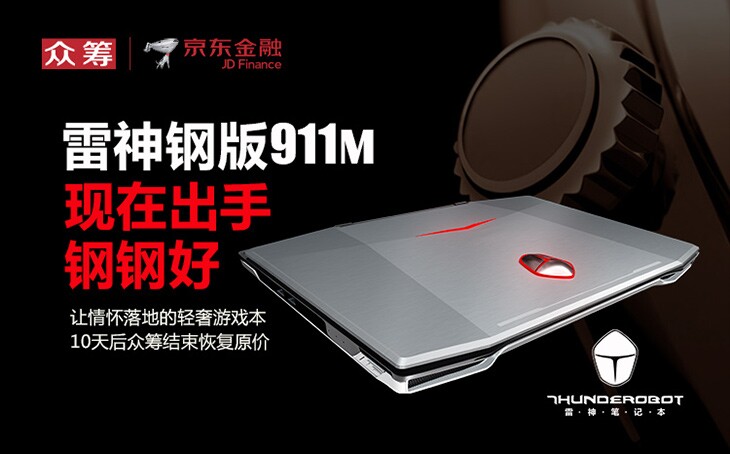 众筹
京东金融
JD Finance
雷神钢版911M
现在出手
钢钢好
让情怀落地的轻奢游戏本
10天后众筹结束恢复原价
THUNDEROBOT
雷·神·笔·记·本